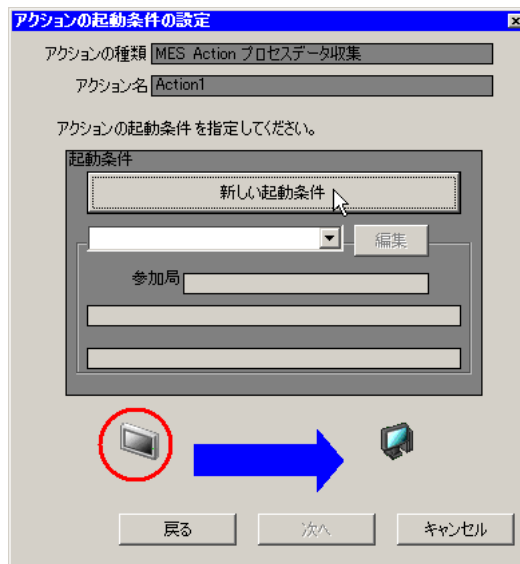 アクションの起動条件の設定
アクションの種類 MES Action プロセスデータ収集
アクション名 Action1
アクションの起動条件を指定してください。
起動条件
新しい起動条件
編集
参加局
戻る 次へ キャンセル